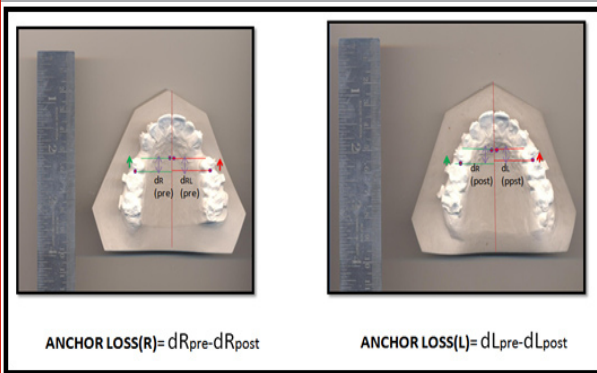 dR
(pre)
dRL
(pre)
dR
(post)
dL
(ppst)
ANCHOR LOSS(R)= dRpre-dRpost
ANCHOR LOSS(L)= dLpre-dLpost